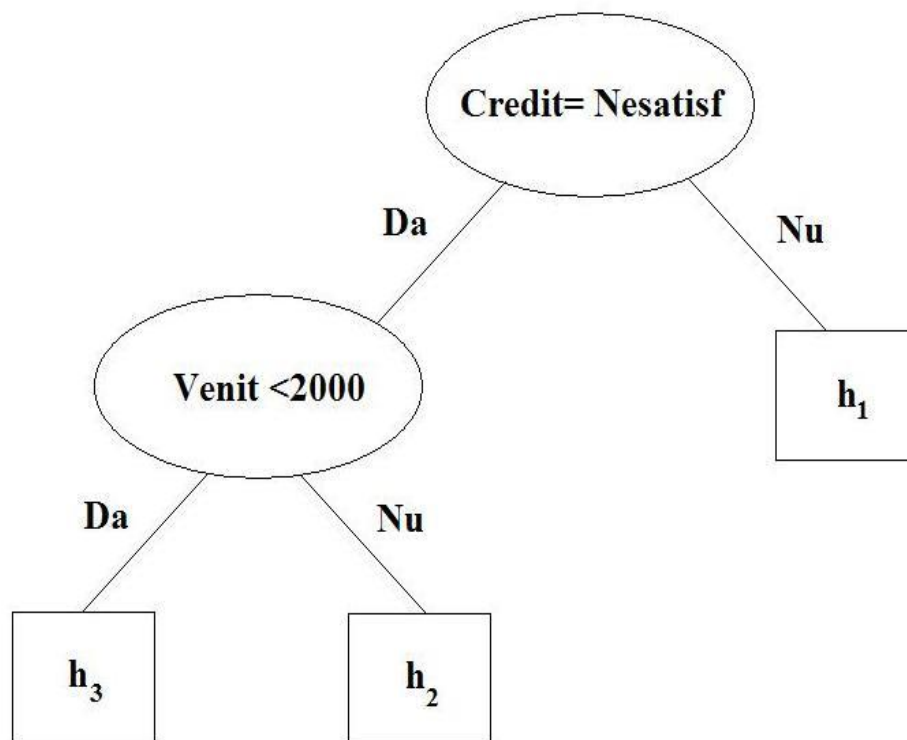 Credit= Nesatisf
Da
Nu
Venit <2000
h₁
Da
Nu
h₃
h₂